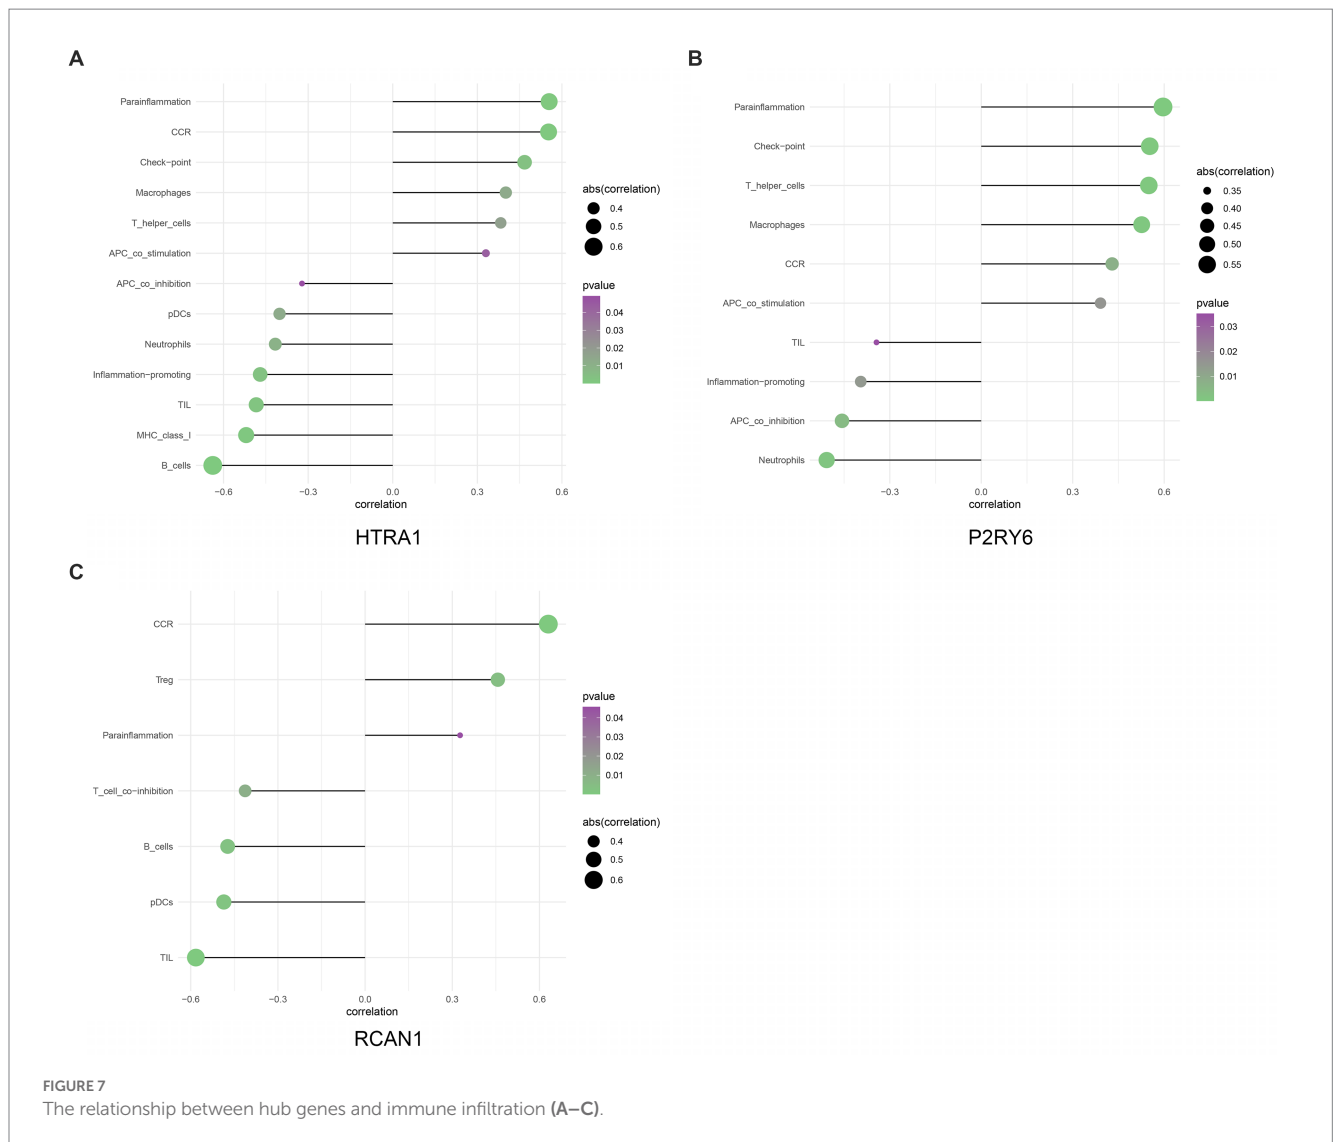 A
Parainflammation
CCR
Check−point
Macrophages
T_helper_cells
APC_co_stimulation
APC_co_inhibition
pDCs
Neutrophils
Inflammation−promoting
TIL
MHC_class_I
B_cells
−0.6 −0.3 0.0 0.3 0.6
correlation
abs(correlation)
0.4
0.5
0.6
pvalue
0.04
0.03
0.02
0.01
HTRA1
B
Parainflammation
Check−point
T_helper_cells
Macrophages
CCR
APC_co_stimulation
TIL
Inflammation−promoting
APC_co_inhibition
Neutrophils
−0.3 0.0 0.3 0.6
correlation
abs(correlation)
0.35
0.40
0.45
0.50
0.55
pvalue
0.03
0.02
0.01
P2RY6
C
CCR
Treg
Parainflammation
T_cell_co−inhibition
B_cells
pDCs
TIL
−0.6 −0.3 0.0 0.3 0.6
correlation
pvalue
0.04
0.03
0.02
0.01
abs(correlation)
0.4
0.5
0.6
RCAN1
FIGURE 7
The relationship between hub genes and immune infiltration (A–C).